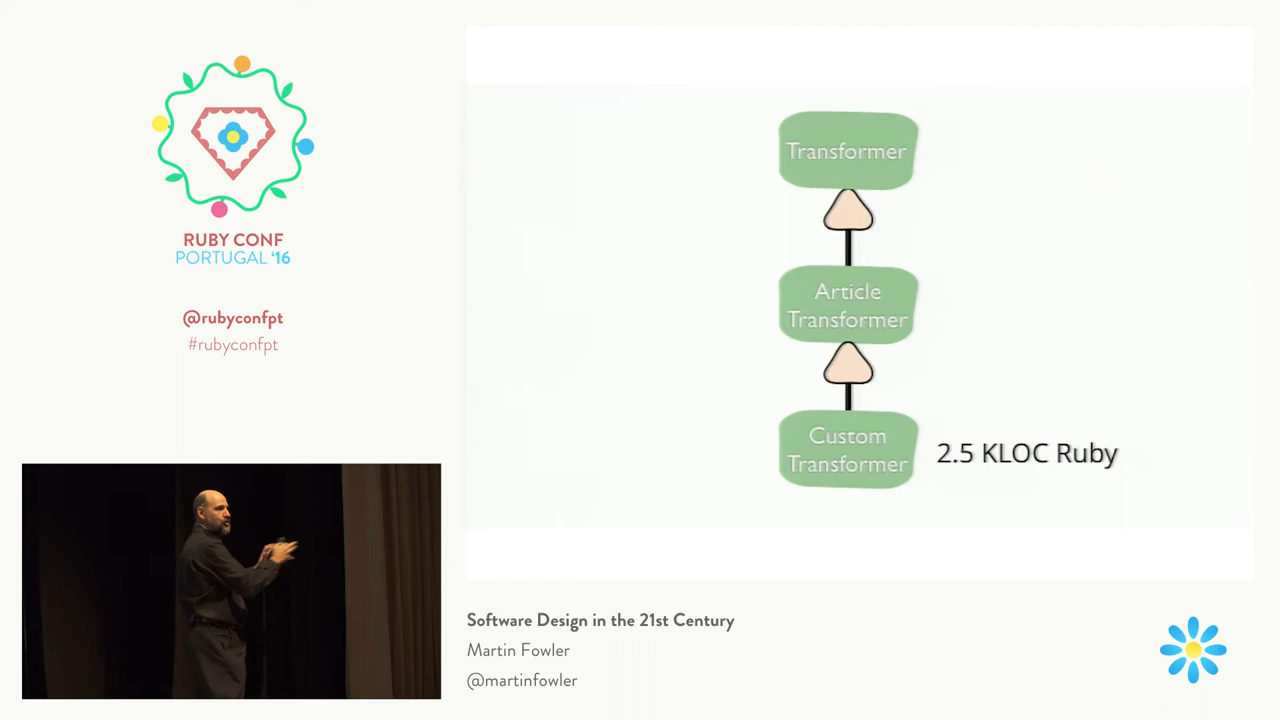 RUBY CONF
PORTUGAL ‘16
@rubyconfpt
#rubyconfpt
Transformer
Article
Transformer
Custom
Transformer
2.5 KLOC Ruby
Software Design in the 21st Century
Martin Fowler
@martinfowler